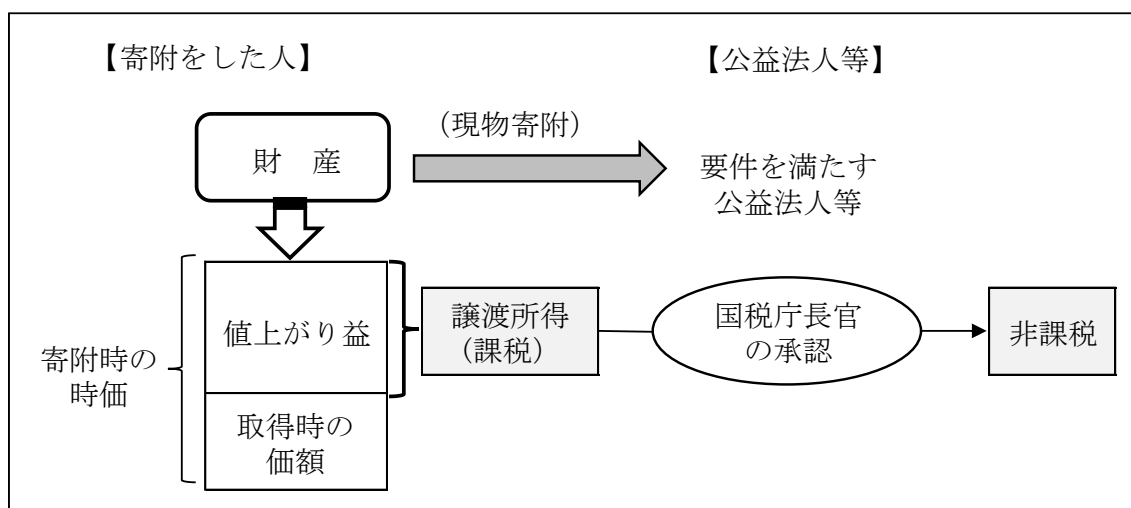 【寄附をした人】
【公益法人等】
(現物寄附)
財　産
要件を満たす
公益法人等
寄附時の
時価
値上がり益
取得時の
価額
譲渡所得
(課税)
国税庁長官
の承認
非課税